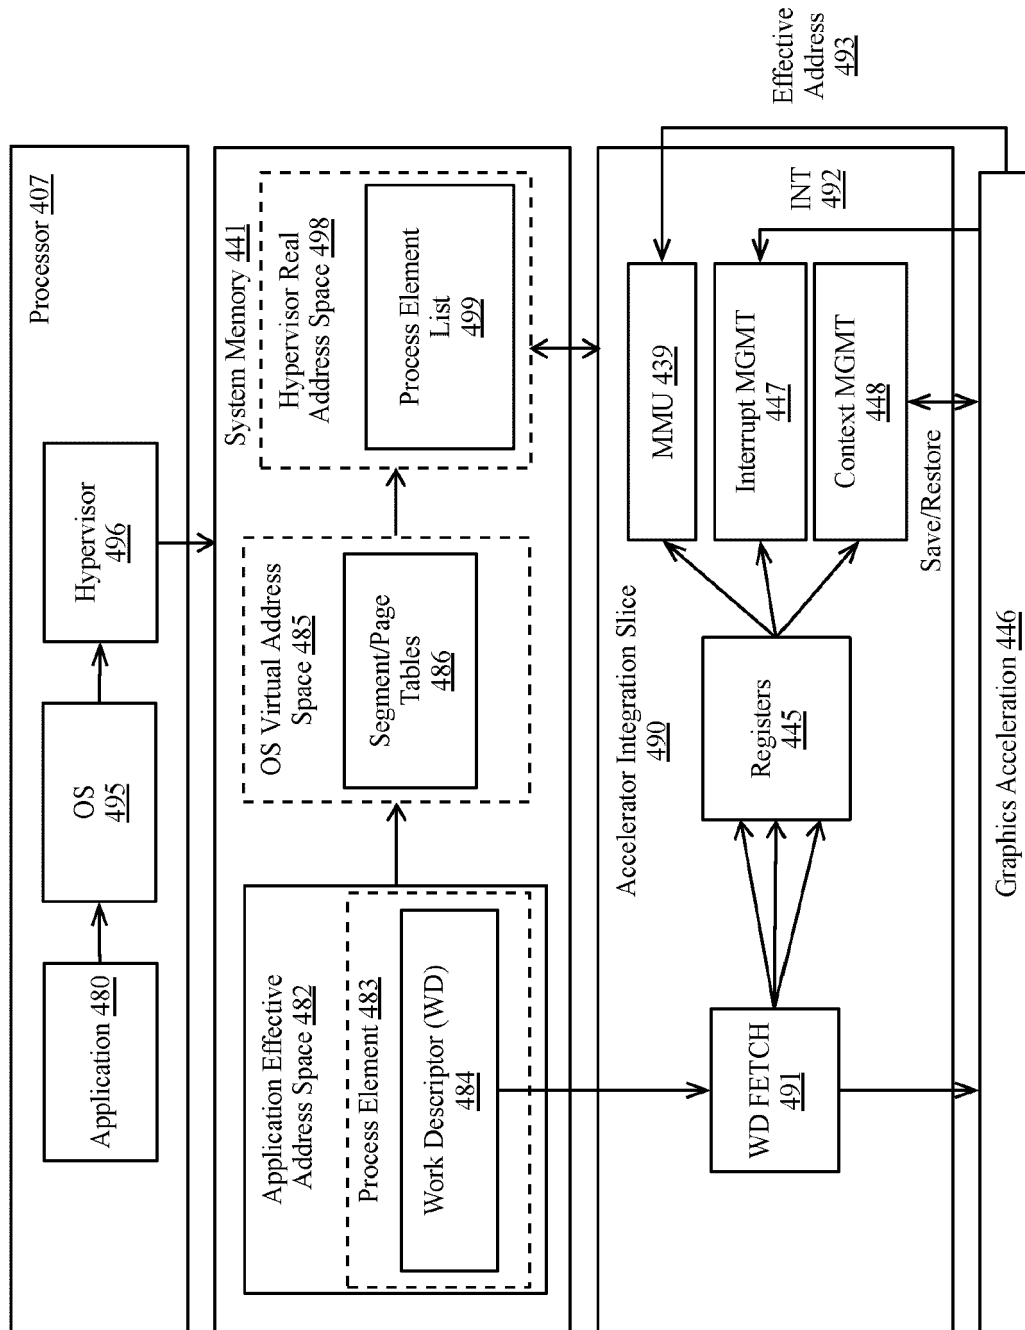 Processor 407
Application 480
OS
495
Hypervisor
496
System Memory 441
Application Effective
Address Space 482
Process Element 483
Work Descriptor (WD)
484
OS Virtual Address
Space 485
Segment/Page
Tables
486
Hypervisor Real
Address Space 498
Process Element
List
499
Accelerator Integration Slice
490
WD FETCH
491
Registers
445
MMU 439
Interrupt MGMT
447
Context MGMT
448
Save/Restore
INT
492
Effective
Address
493
Graphics Acceleration 446